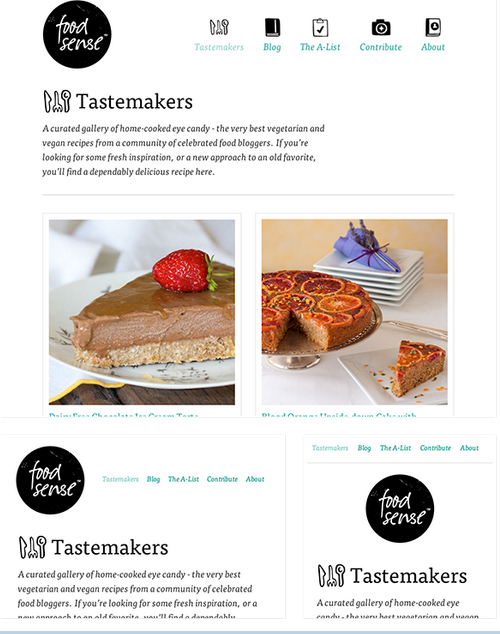 food
sense
Tastemakers
Blog
The A-List
Contribute
About
Tastemakers
A curated gallery of home-cooked eye candy - the very best vegetarian and
vegan recipes from a community of celebrated food bloggers. If you're
looking for some fresh inspiration, or a new approach to an old favorite,
you'll find a dependably delicious recipe here.
Dairy Free Chocolate Ice Cream Torte
Blood Orange Upside-down Cake with
food
sense
Tastemakers
Blog
The A-List
Contribute
About
Tastemakers
A curated gallery of home-cooked eye candy - the very best
vegetarian and vegan recipes from a community of celebrated
food bloggers. If you're looking for some fresh inspiration, or a
new approach to an old favorite, you'll find a dependably
Tastemakers
Blog
The A-List
Contribute
About
food
sense
Tastemakers
A curated gallery of home-cooked eye
candy - the very best vegetarian and vegan